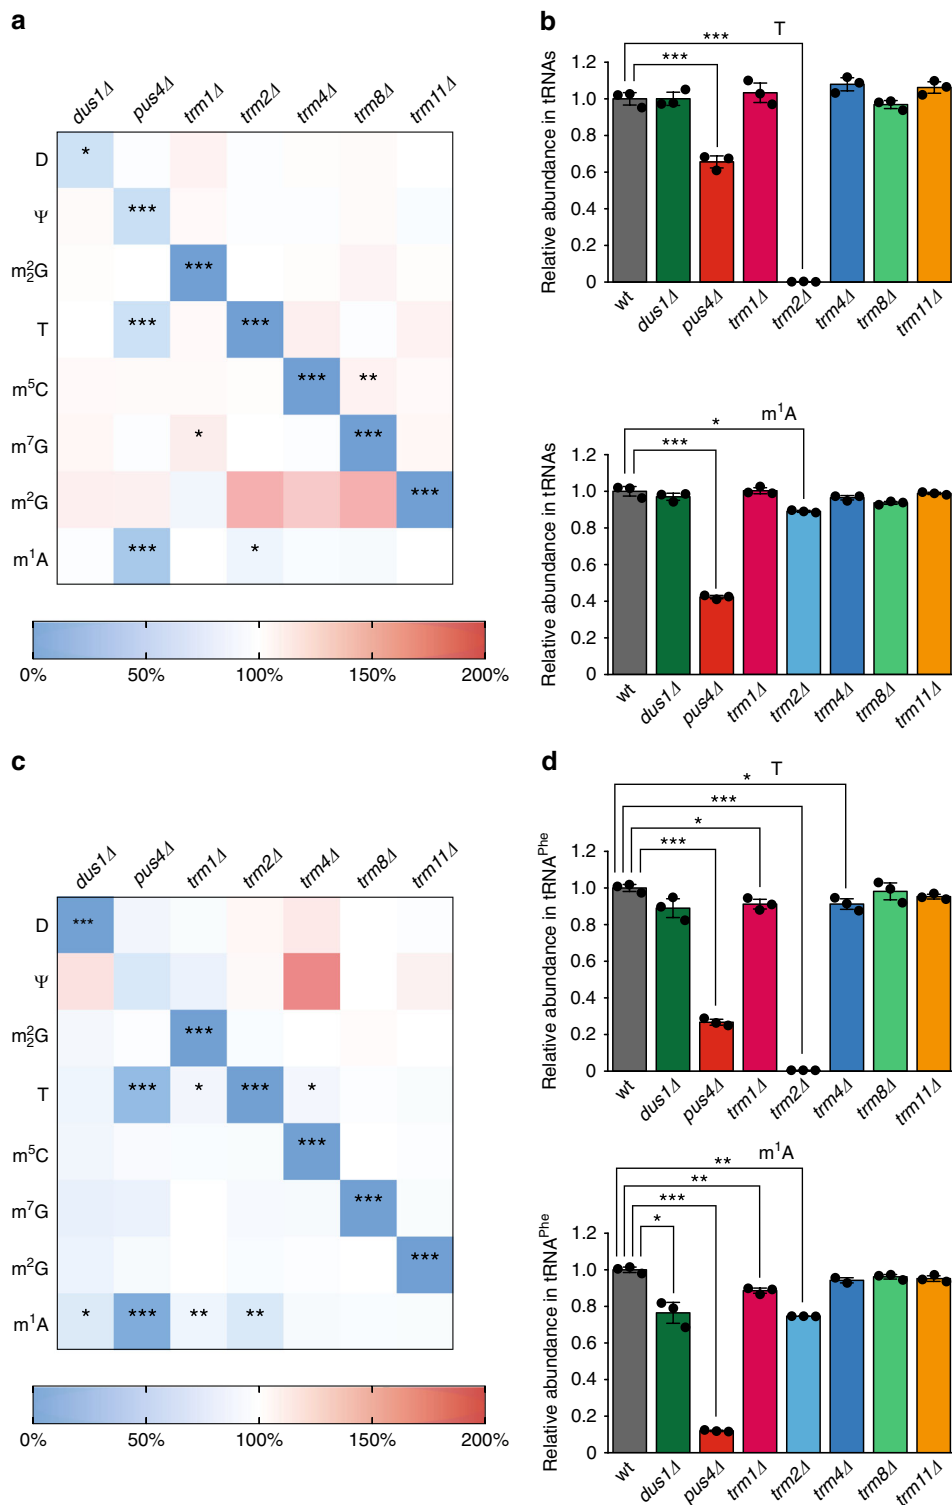 a
dus1Δ pus4Δ trm1Δ trm2Δ trm4Δ trm8Δ trm11Δ
D *
Ψ ***
m²₂G ***
T *** ***
m⁵C *** **
m⁷G * ***
m²G ***
m¹A *** *
0% 50% 100% 150% 200%
b
T
***
***
Relative abundance in tRNAs
1.2
1.0
0.8
0.6
0.4
0.2
0
wt dus1Δ pus4Δ trm1Δ trm2Δ trm4Δ trm8Δ trm11Δ
m¹A
*
***
Relative abundance in tRNAs
1.2
1.0
0.8
0.6
0.4
0.2
0
wt dus1Δ pus4Δ trm1Δ trm2Δ trm4Δ trm8Δ trm11Δ
c
dus1Δ pus4Δ trm1Δ trm2Δ trm4Δ trm8Δ trm11Δ
D ***
Ψ
m²₂G ***
T *** * *** *
m⁵C ***
m⁷G ***
m²G ***
m¹A * *** ** **
0% 50% 100% 150% 200%
d
T
*
***
*
***
Relative abundance in tRNAᴾʰᵉ
1.2
1.0
0.8
0.6
0.4
0.2
0
wt dus1Δ pus4Δ trm1Δ trm2Δ trm4Δ trm8Δ trm11Δ
m¹A
**
**
***
*
Relative abundance in tRNAᴾʰᵉ
1.2
1.0
0.8
0.6
0.4
0.2
0
wt dus1Δ pus4Δ trm1Δ trm2Δ trm4Δ trm8Δ trm11Δ